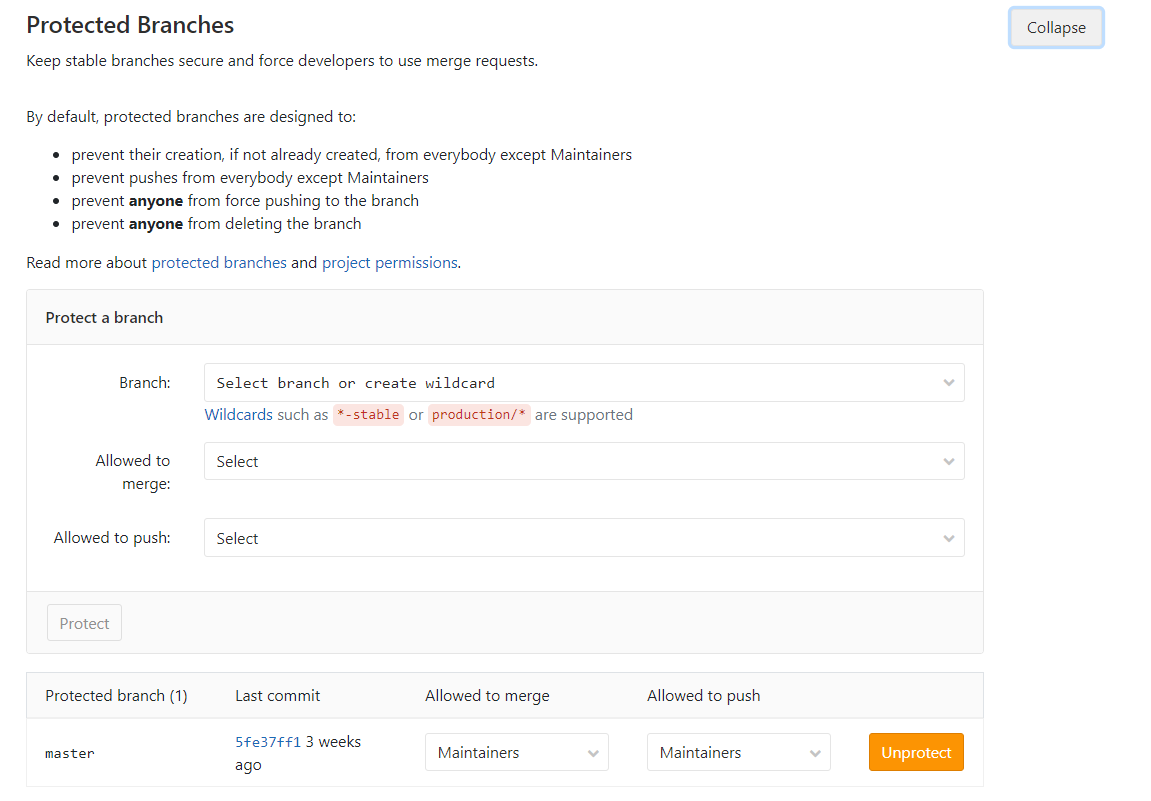 Protected Branches
Collapse
Keep stable branches secure and force developers to use merge requests.
By default, protected branches are designed to:
prevent their creation, if not already created, from everybody except Maintainers
prevent pushes from everybody except Maintainers
prevent anyone from force pushing to the branch
prevent anyone from deleting the branch
Read more about protected branches and project permissions.
Protect a branch
Branch:
Select branch or create wildcard
Wildcards such as *-stable or production/* are supported
Allowed to
merge:
Select
Allowed to push:
Select
Protect
Protected branch (1) Last commit Allowed to merge Allowed to push
master
5fe37ff1 3 weeks
ago
Maintainers
Maintainers
Unprotect